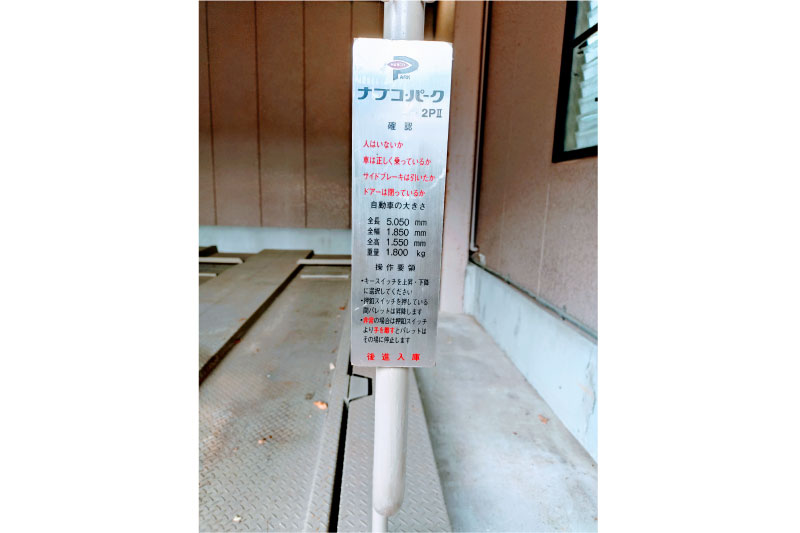 P
PARK
ナフコ・パーク
2PⅡ
確認
人はいないか
車は正しく乗っているか
サイドブレーキは引いたか
ドアーは閉っているか
自動車の大きさ
全長 5.050 mm
全幅 1.850 mm
全高 1.550 mm
重量 1.800 kg
操作要領
・キースイッチを上昇・下降
に選択してください
・押釦スイッチを押している
間パレットは昇降します
・非常の場合は押釦スイッチ
より手を離すとパレットは
その場に停止します
後進入庫